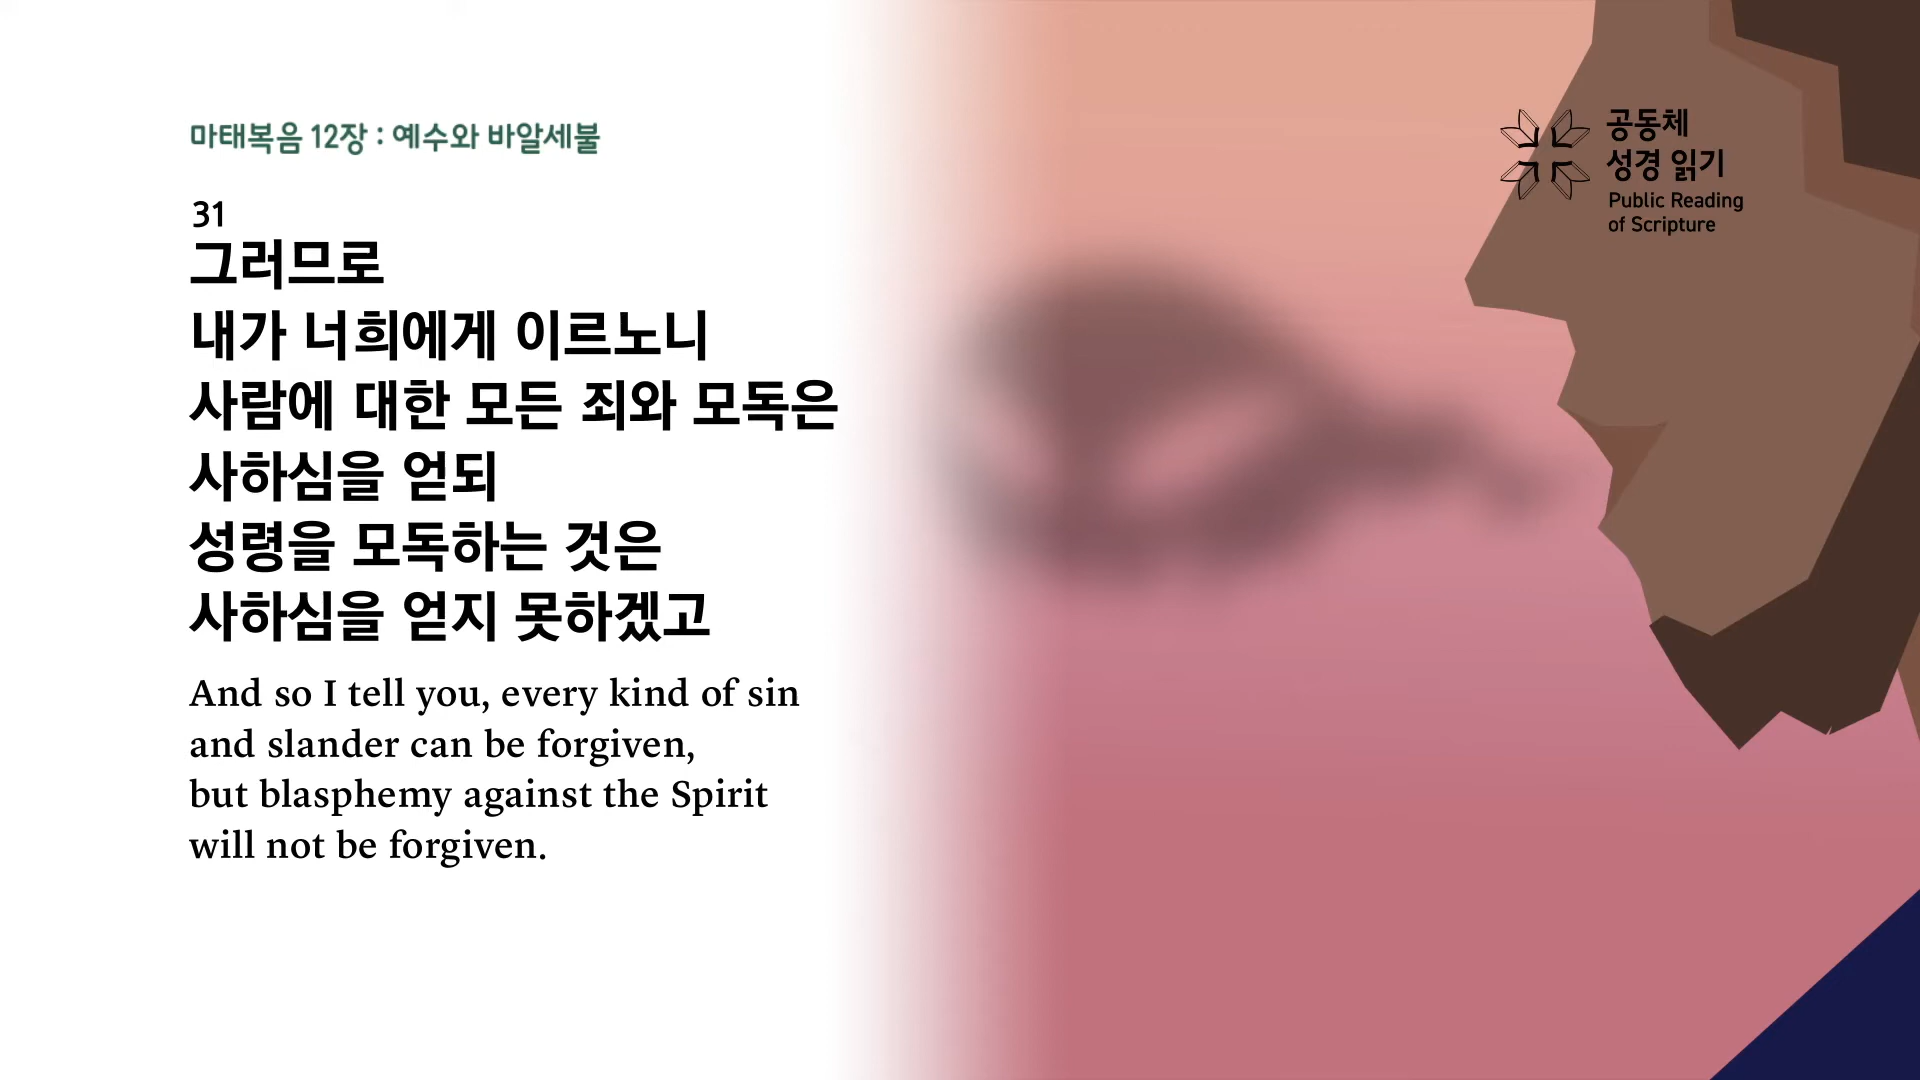 마태복음 12장 : 예수와 바알세불
31
그러므로
내가 너희에게 이르노니
사람에 대한 모든 죄와 모독은
사하심을 얻되
성령을 모독하는 것은
사하심을 얻지 못하겠고
And so I tell you, every kind of sin
and slander can be forgiven,
but blasphemy against the Spirit
will not be forgiven.
공동체
성경 읽기
Public Reading
of Scripture